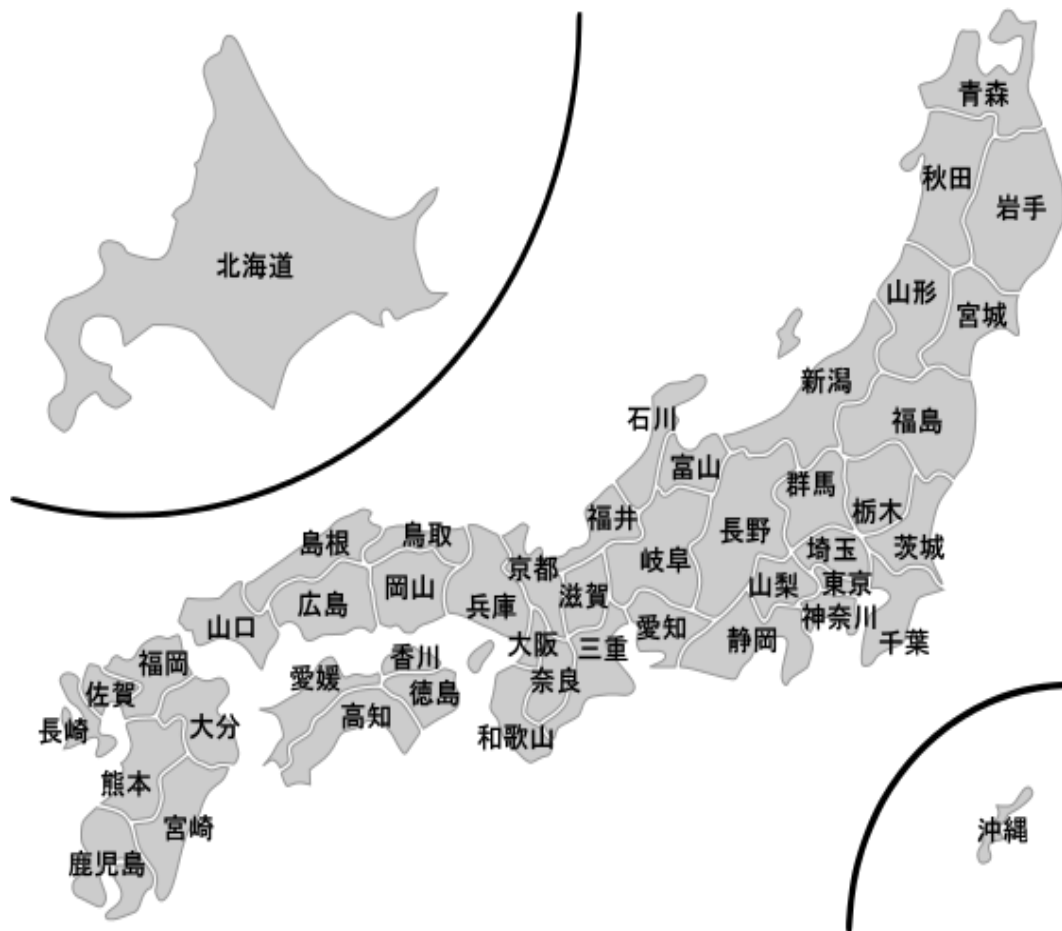 北海道
青森
秋田
岩手
山形
宮城
新潟
福島
石川
富山
群馬
栃木
茨城
福井
長野
埼玉
岐阜
山梨
東京
神奈川
千葉
静岡
愛知
滋賀
三重
京都
兵庫
大阪
奈良
和歌山
鳥取
島根
岡山
広島
山口
香川
愛媛
徳島
高知
福岡
佐賀
長崎
大分
熊本
宮崎
鹿児島
沖縄